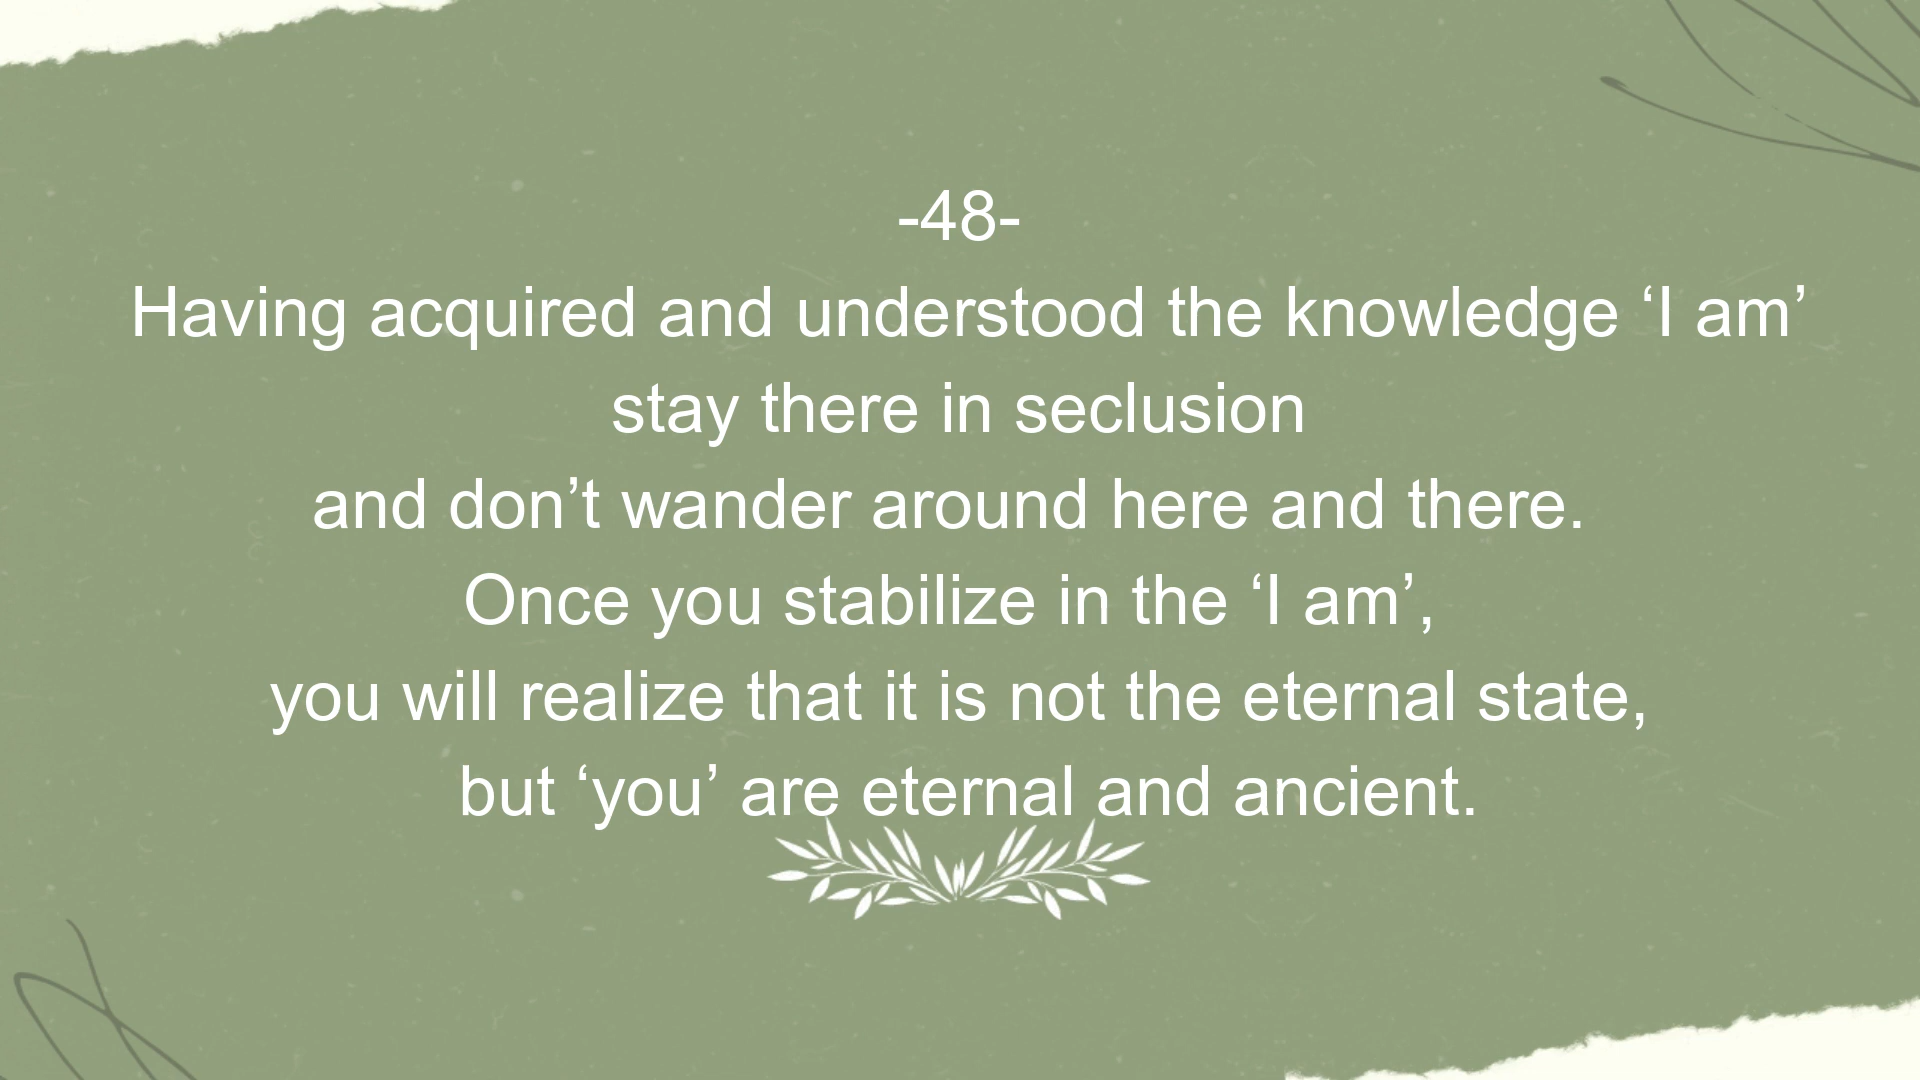 -48-
Having acquired and understood the knowledge ‘I am’
stay there in seclusion
and don’t wander around here and there.
Once you stabilize in the ‘I am’,
you will realize that it is not the eternal state,
but ‘you’ are eternal and ancient.